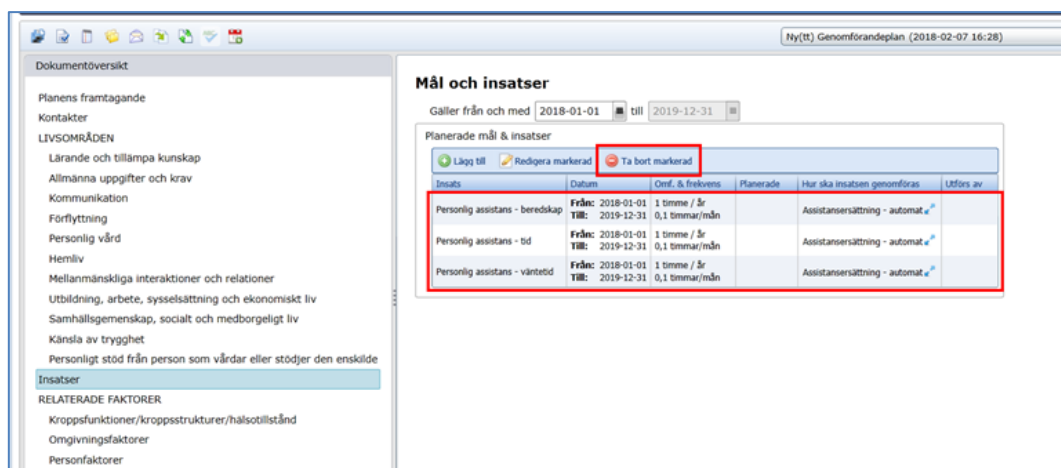 Ny(tt) Genomförandeplan (2018-02-07 16:28)
Dokumentöversikt
Planens framtagande
Kontakter
LIVSOMRÅDEN
Lärande och tillämpa kunskap
Allmänna uppgifter och krav
Kommunikation
Förflyttning
Personlig vård
Hemliv
Mellanmänskliga interaktioner och relationer
Utbildning, arbete, sysselsättning och ekonomiskt liv
Samhällsgemenskap, socialt och medborgeligt liv
Känsla av trygghet
Personligt stöd från person som vårdar eller stödjer den enskilde
Insatser
RELATERADE FAKTORER
Kroppsfunktioner/kroppsstrukturer/hälsotillstånd
Omgivningsfaktorer
Personfaktorer
Mål och insatser
Gäller från och med 2018-01-01 till 2019-12-31
Planerade mål & insatser
Lägg till Redigera markerad Ta bort markerad
Insats Datum Omf. & frekvens Planerade Hur ska insatsen genomföras Utförs av
Personlig assistans - beredskap Från: 2018-01-01 1 timme / år Assistansersättning - automat
Till: 2019-12-31 0,1 timmar/mån
Personlig assistans - tid Från: 2018-01-01 1 timme / år Assistansersättning - automat
Till: 2019-12-31 0,1 timmar/mån
Personlig assistans - väntetid Från: 2018-01-01 1 timme / år Assistansersättning - automat
Till: 2019-12-31 0,1 timmar/mån